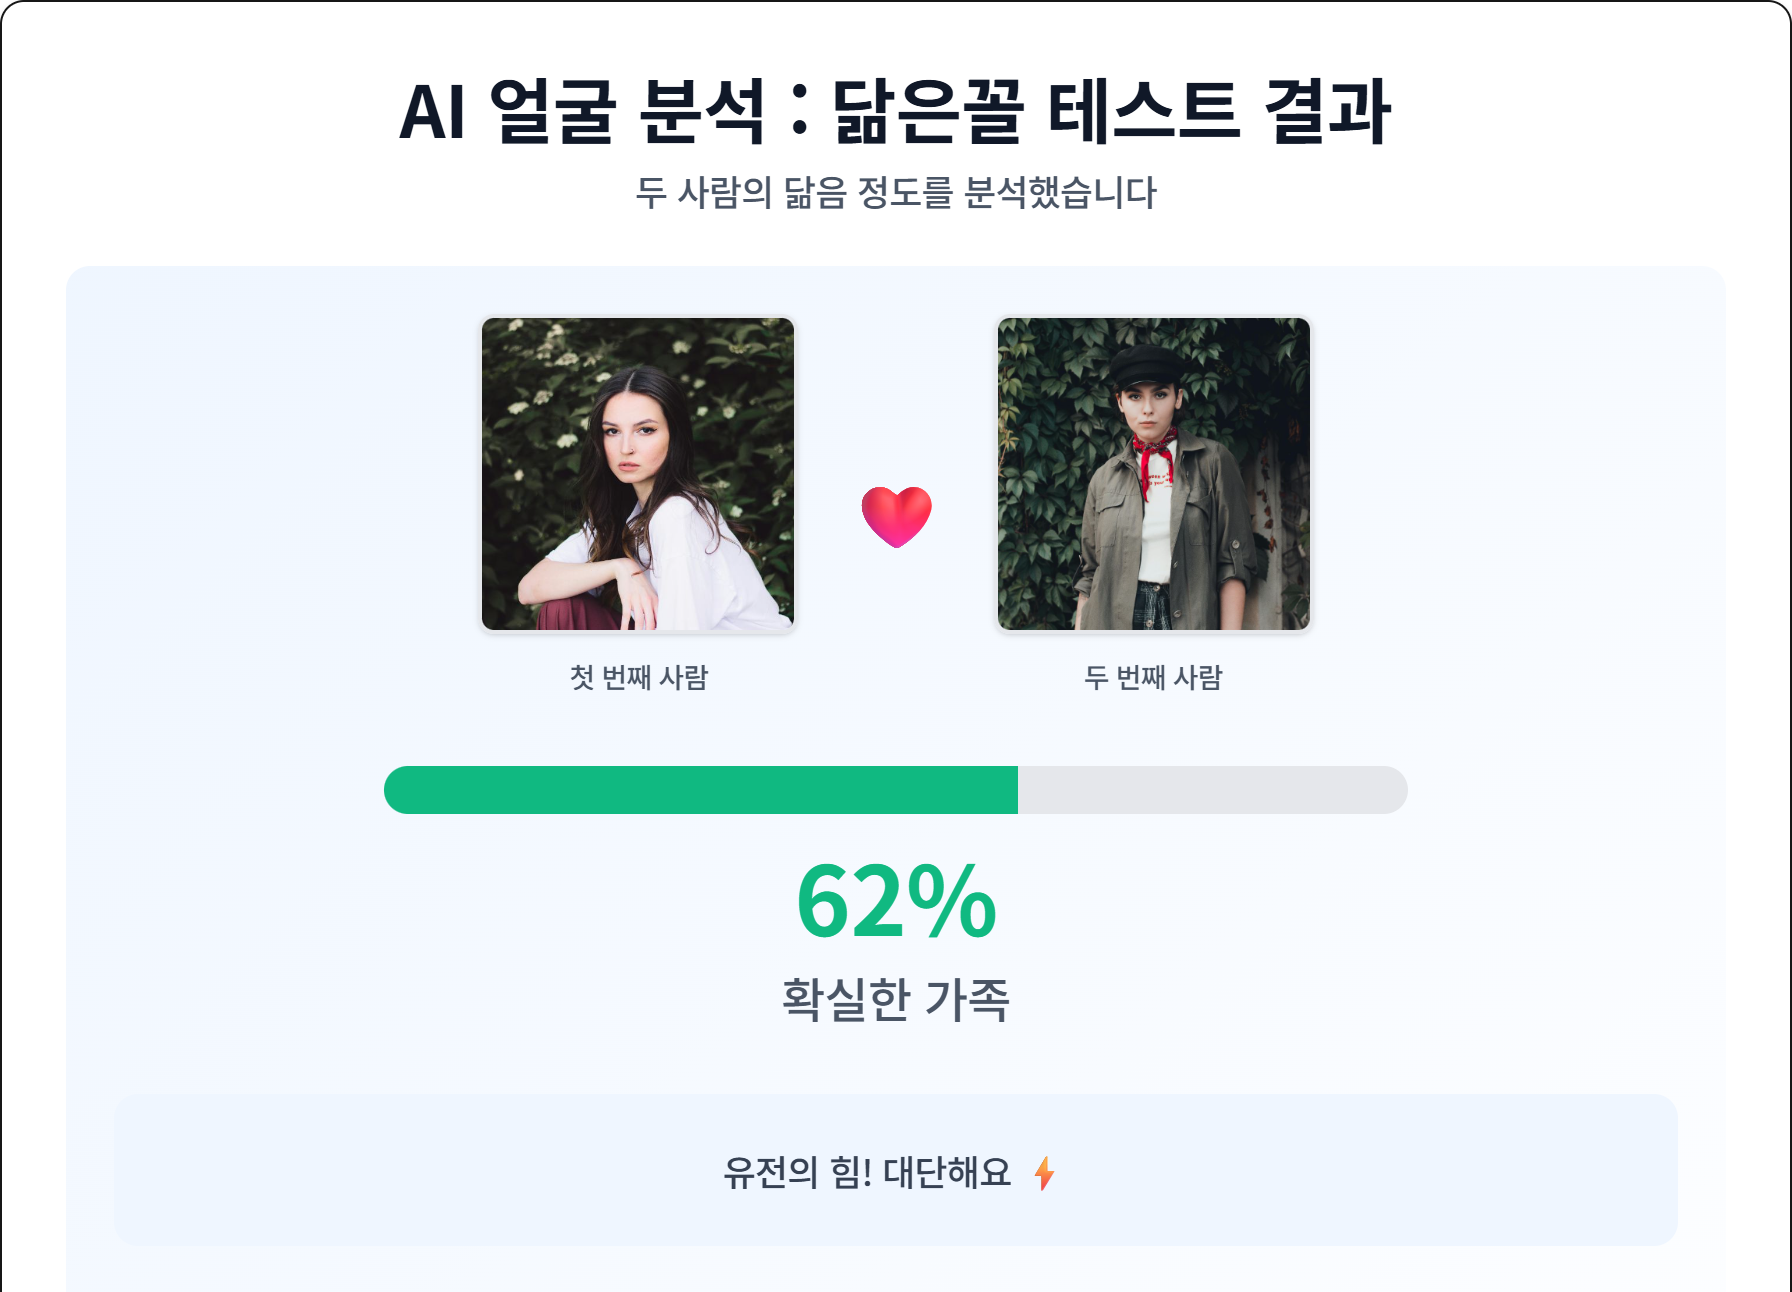 AI 얼굴 분석 : 닮은꼴 테스트 결과
두 사람의 닮음 정도를 분석했습니다
첫 번째 사람
두 번째 사람
62%
확실한 가족
유전의 힘! 대단해요